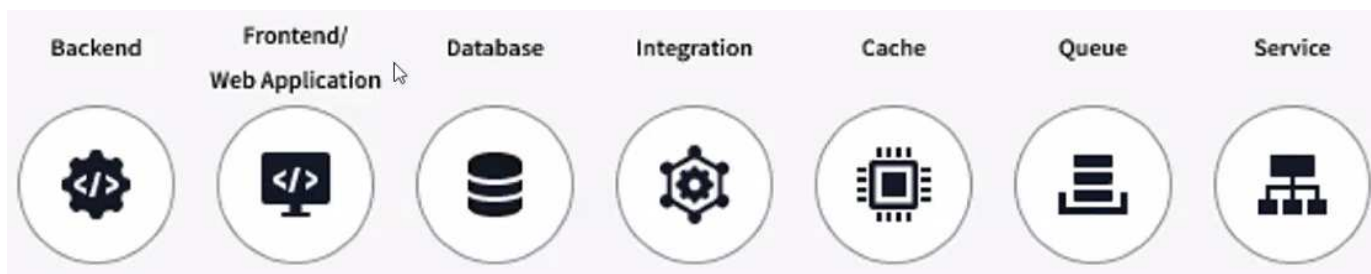 Backend
Frontend/
Web Application
Database
Integration
Cache
Queue
Service